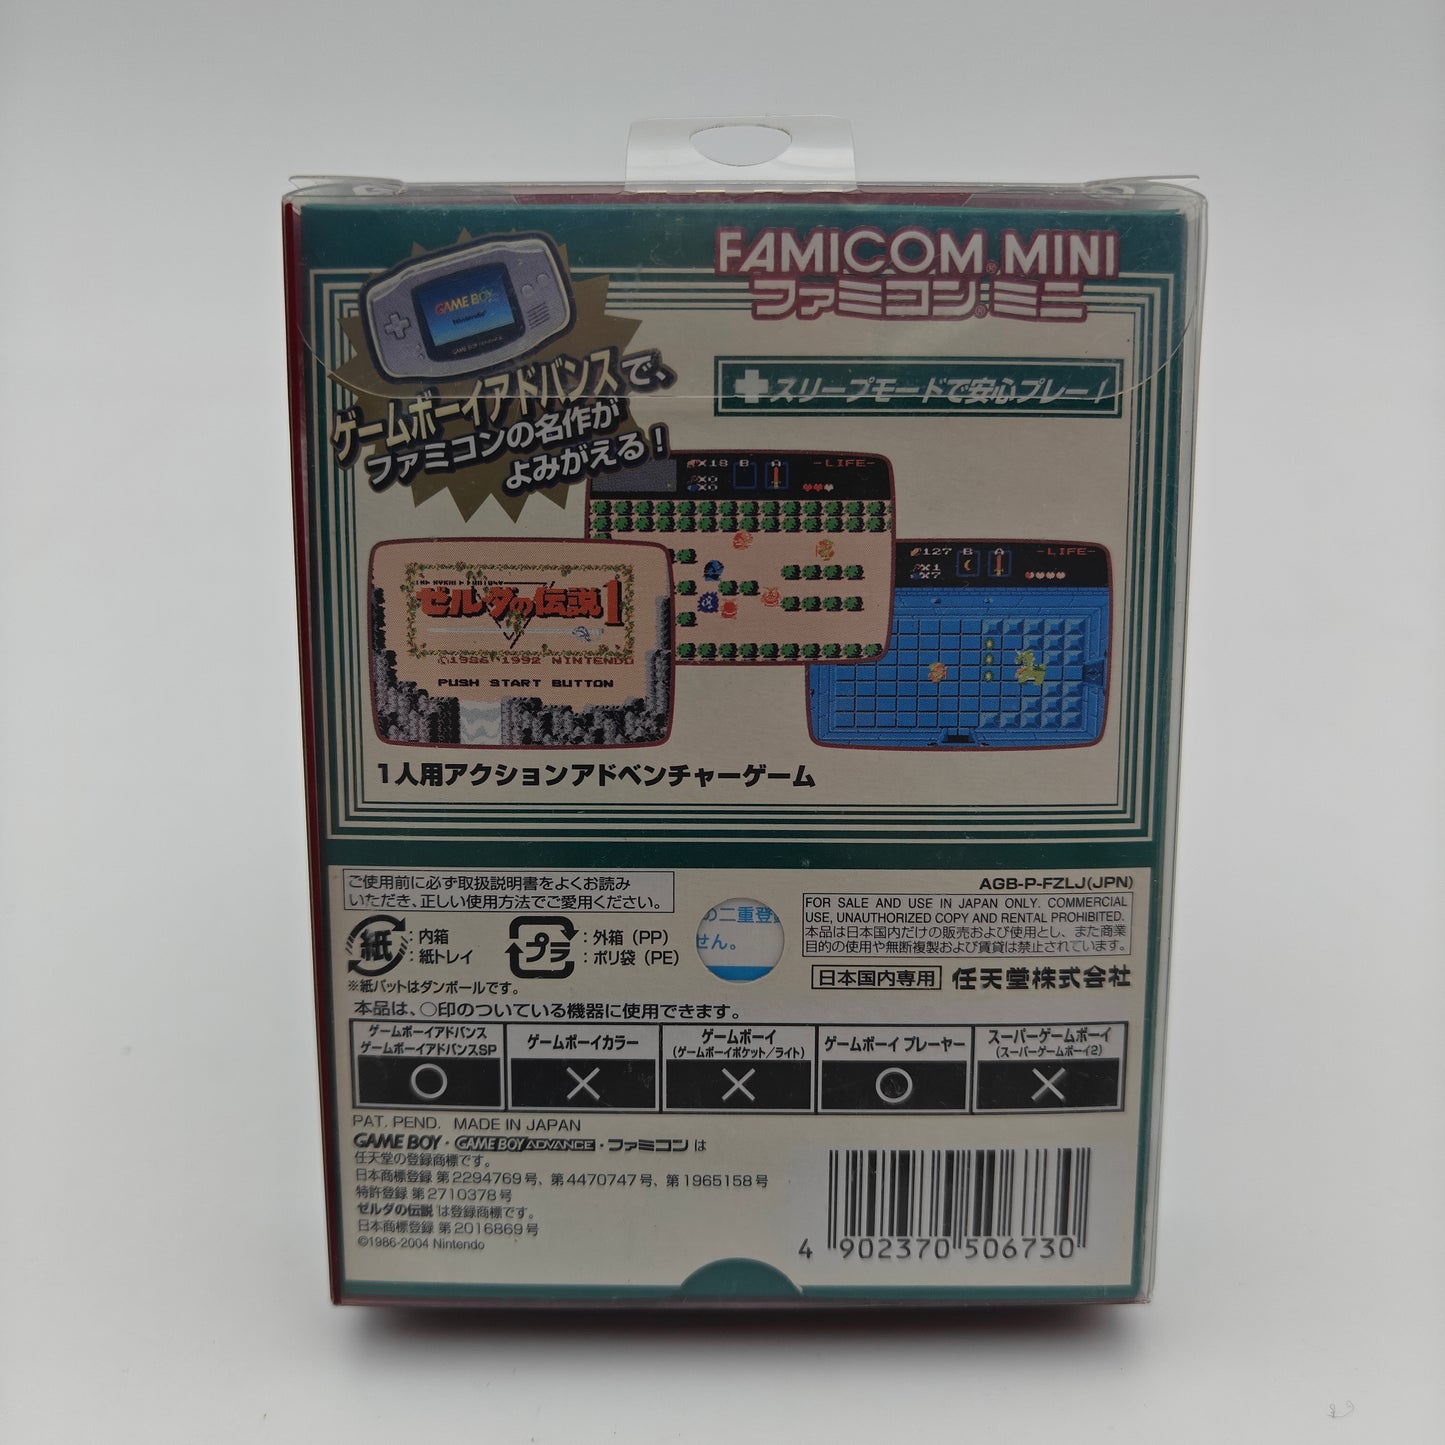 FAMICOM® MINI
ファミコン®ミニ
GAME BOY
Nintendo
GAME BOY ADVANCE
ゲームボーイアドバンスで、
ファミコンの名作が
よみがえる!
スリープモードで安心プレー!
X18 B A -LIFE-
X0
X0
127 B A -LIFE-
X1
X7
ゼルダの伝説1
©1986 1992 NINTENDO
PUSH START BUTTON
1人用アクションアドベンチャーゲーム
ご使用前に必ず取扱説明書をよくお読み
いただき、正しい使用方法でご愛用ください。
紙 : 内箱
: 紙トレイ
プラ : 外箱（PP）
: ポリ袋（PE）
※紙パットはダンボールです。
の二重登
せん。
AGB-P-FZLJ(JPN)
FOR SALE AND USE IN JAPAN ONLY. COMMERCIAL
USE, UNAUTHORIZED COPY AND RENTAL PROHIBITED.
本品は日本国内だけの販売および使用とし、また商業
目的の使用や無断複製および賃貸は禁止されています。
日本国内専用 任天堂株式会社
本品は、○印のついている機器に使用できます。
ゲームボーイアドバンス
ゲームボーイアドバンスSP
○
ゲームボーイカラー
×
ゲームボーイ
（ゲームボーイポケット／ライト）
×
ゲームボーイ プレーヤー
○
スーパーゲームボーイ
（スーパーゲームボーイ2）
×
PAT. PEND. MADE IN JAPAN
GAME BOY・GAME BOY ADVANCE・ファミコン は
任天堂の登録商標です。
日本商標登録 第2294769号、第4470747号、第1965158号
特許登録 第2710378号
ゼルダの伝説 は登録商標です。
日本商標登録 第2016869号
©1986-2004 Nintendo
4 902370 506730